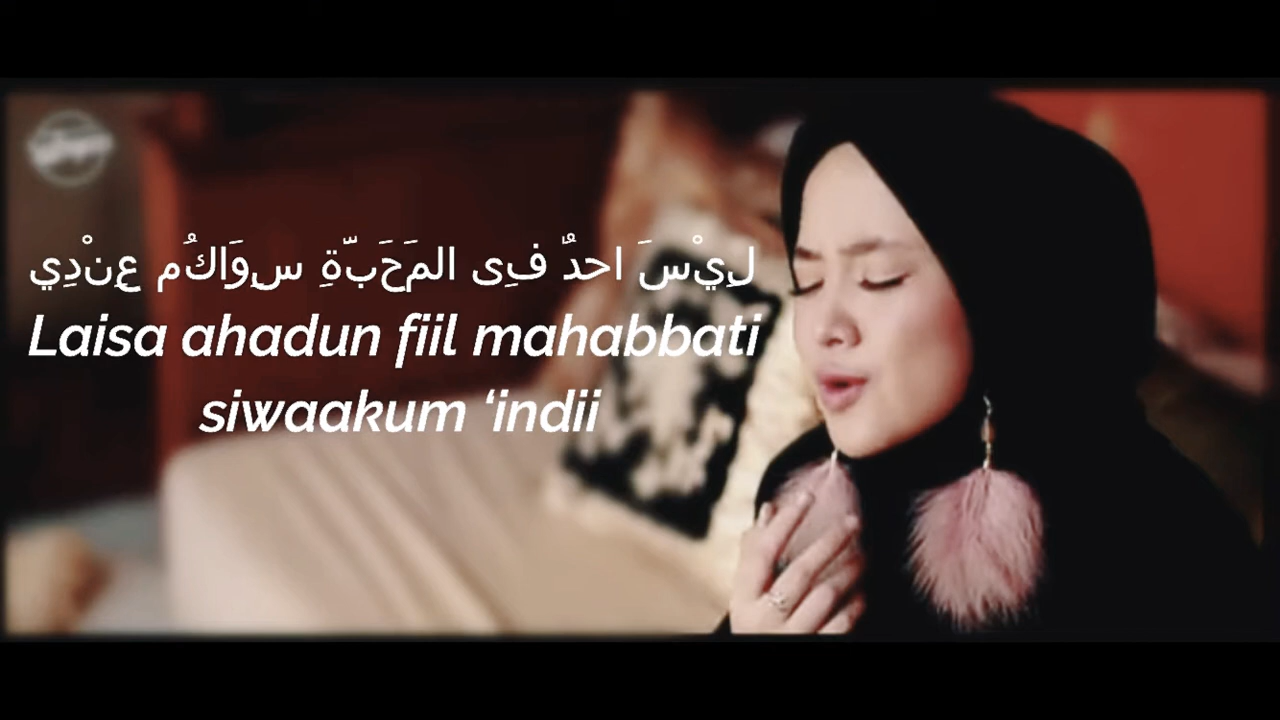 لِيْسَ احدٌ فِى المَحَبَّةِ سِوَاكُم عِنْدِي
Laisa ahadun fiil mahabbati
siwaakum ‘indii